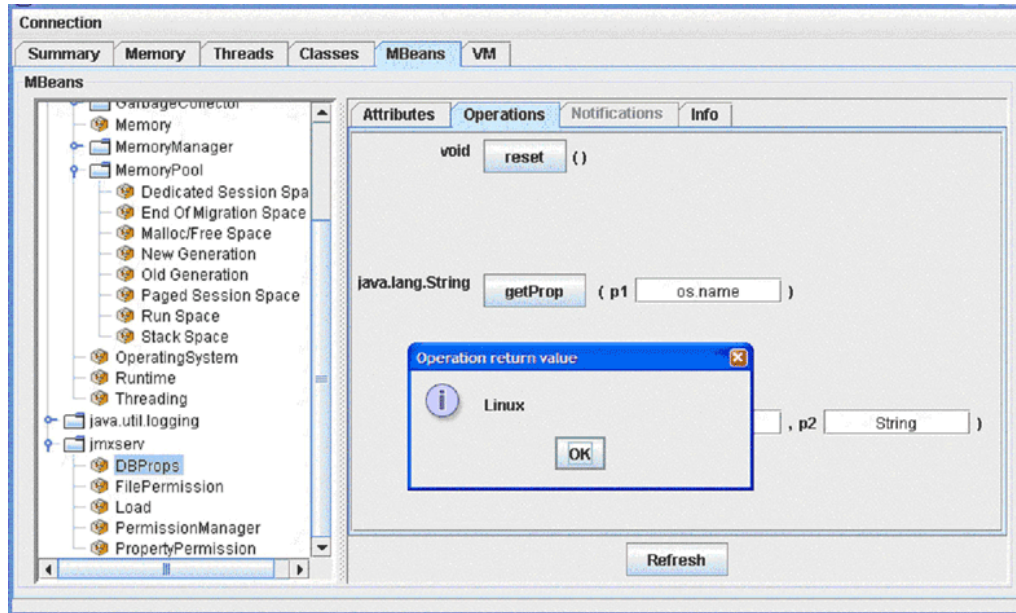 Connection
Summary Memory Threads Classes MBeans VM
MBeans
GarbageCollector
Memory
MemoryManager
MemoryPool
Dedicated Session Spa
End Of Migration Space
Malloc/Free Space
New Generation
Old Generation
Paged Session Space
Run Space
Stack Space
OperatingSystem
Runtime
Threading
java.util.logging
jmxserv
DBProps
FilePermission
Load
PermissionManager
PropertyPermission
Attributes Operations Notifications Info
void reset ()
java.lang.String getProp ( p1 os.name )
Operation return value
Linux
OK
, p2 String )
Refresh